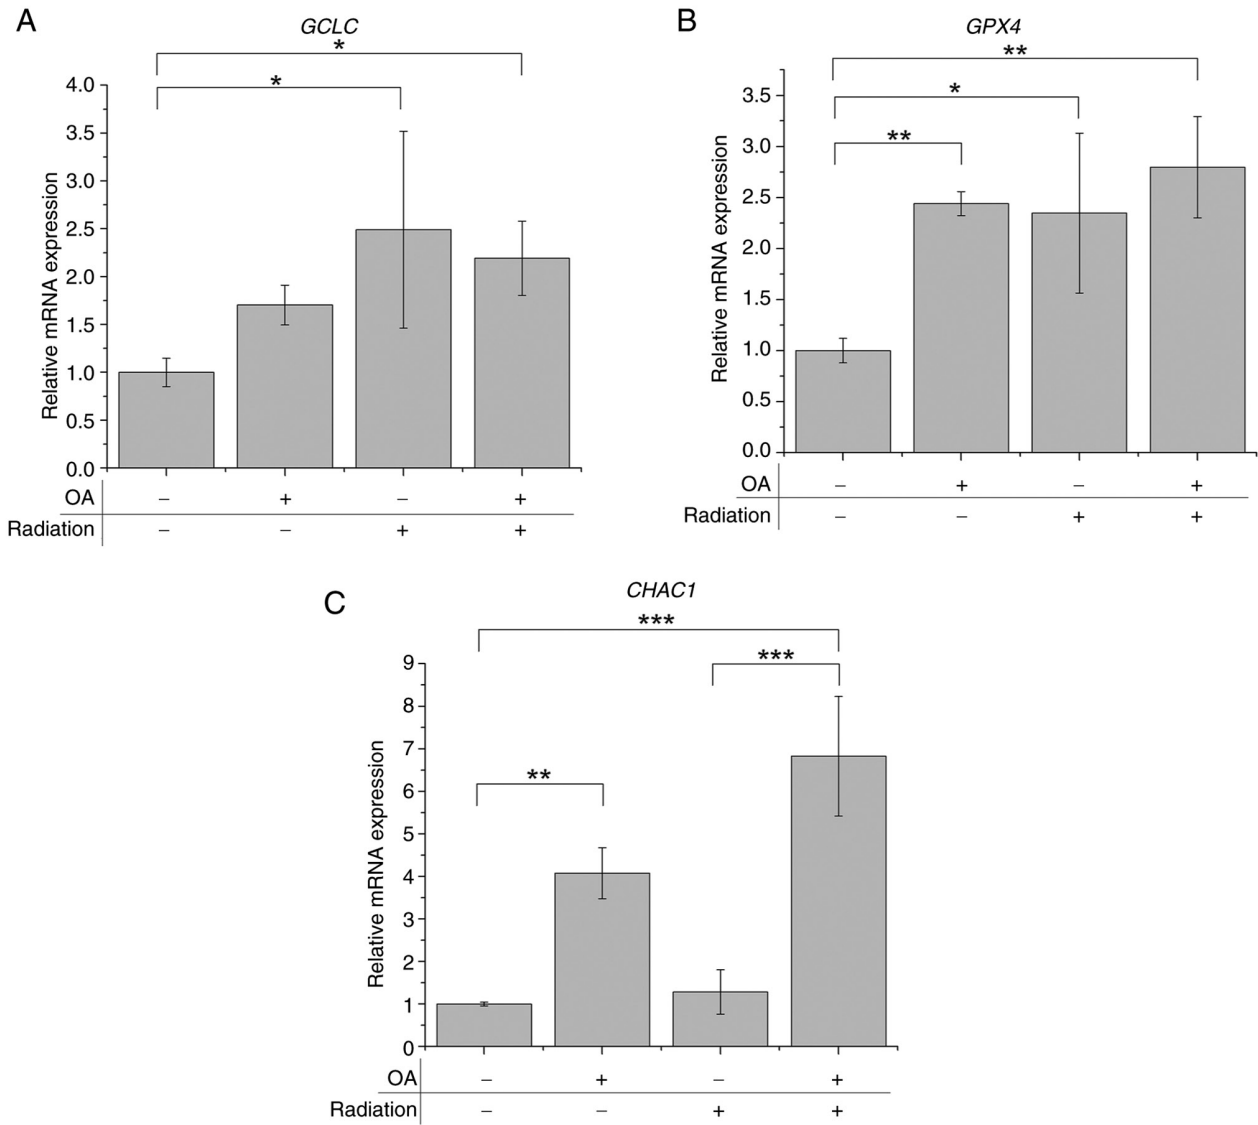 A
GCLC
*
*
4.0
3.5
3.0
2.5
2.0
1.5
1.0
0.5
0.0
Relative mRNA expression
OA – + – +
Radiation – – + +
B
GPX4
**
*
**
3.5
3.0
2.5
2.0
1.5
1.0
0.5
0.0
Relative mRNA expression
OA – + – +
Radiation – – + +
C
CHAC1
***
***
**
9
8
7
6
5
4
3
2
1
0
Relative mRNA expression
OA – + – +
Radiation – – + +